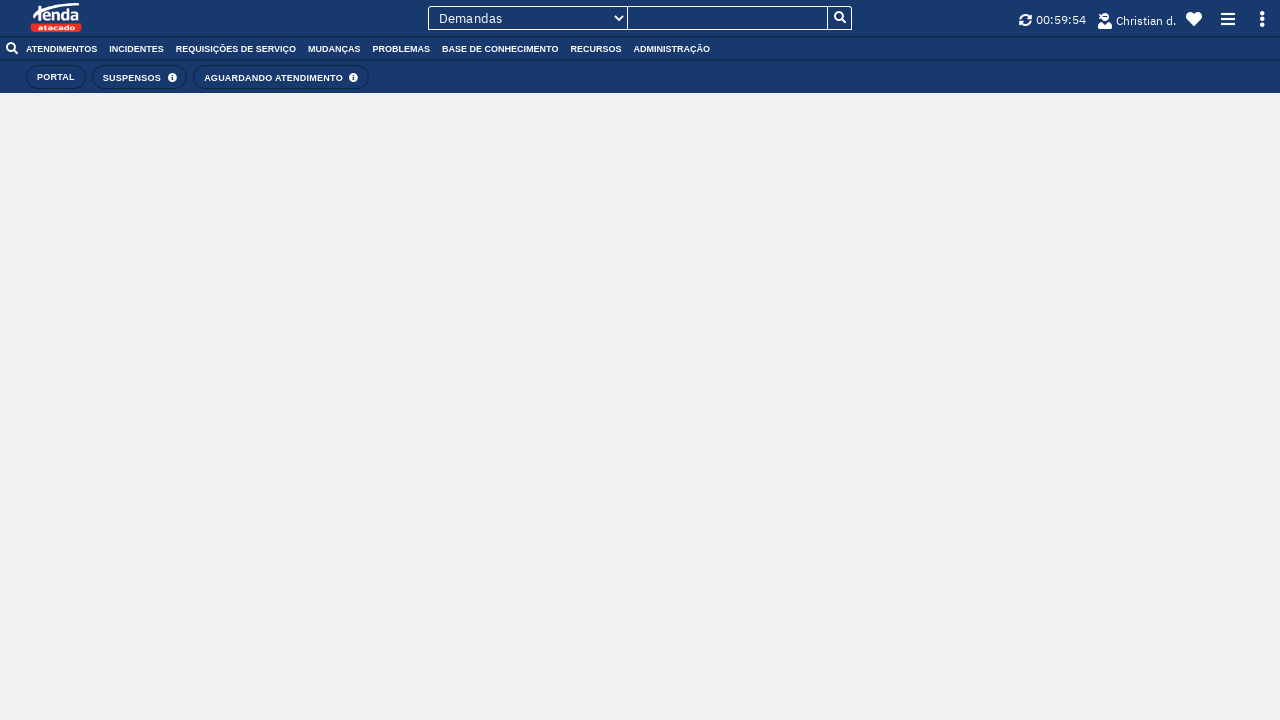 Tenda
atacado
Demandas
00:59:54
Christian d.
ATENDIMENTOS INCIDENTES REQUISIÇÕES DE SERVIÇO MUDANÇAS PROBLEMAS BASE DE CONHECIMENTO RECURSOS ADMINISTRAÇÃO
PORTAL SUSPENSOS AGUARDANDO ATENDIMENTO